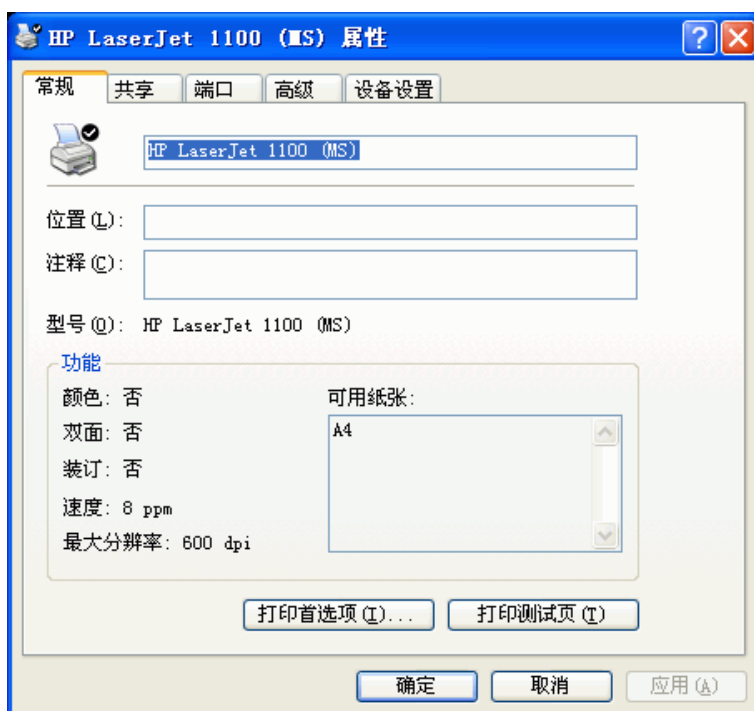 HP LaserJet 1100 (MS) 属性
常规 共享 端口 高级 设备设置
HP LaserJet 1100 (MS)
位置(L):
注释(C):
型号(O): HP LaserJet 1100 (MS)
功能
颜色: 否 可用纸张:
双面: 否 A4
装订: 否
速度: 8 ppm
最大分辨率: 600 dpi
打印首选项(I)... 打印测试页(T)
确定 取消 应用(A)